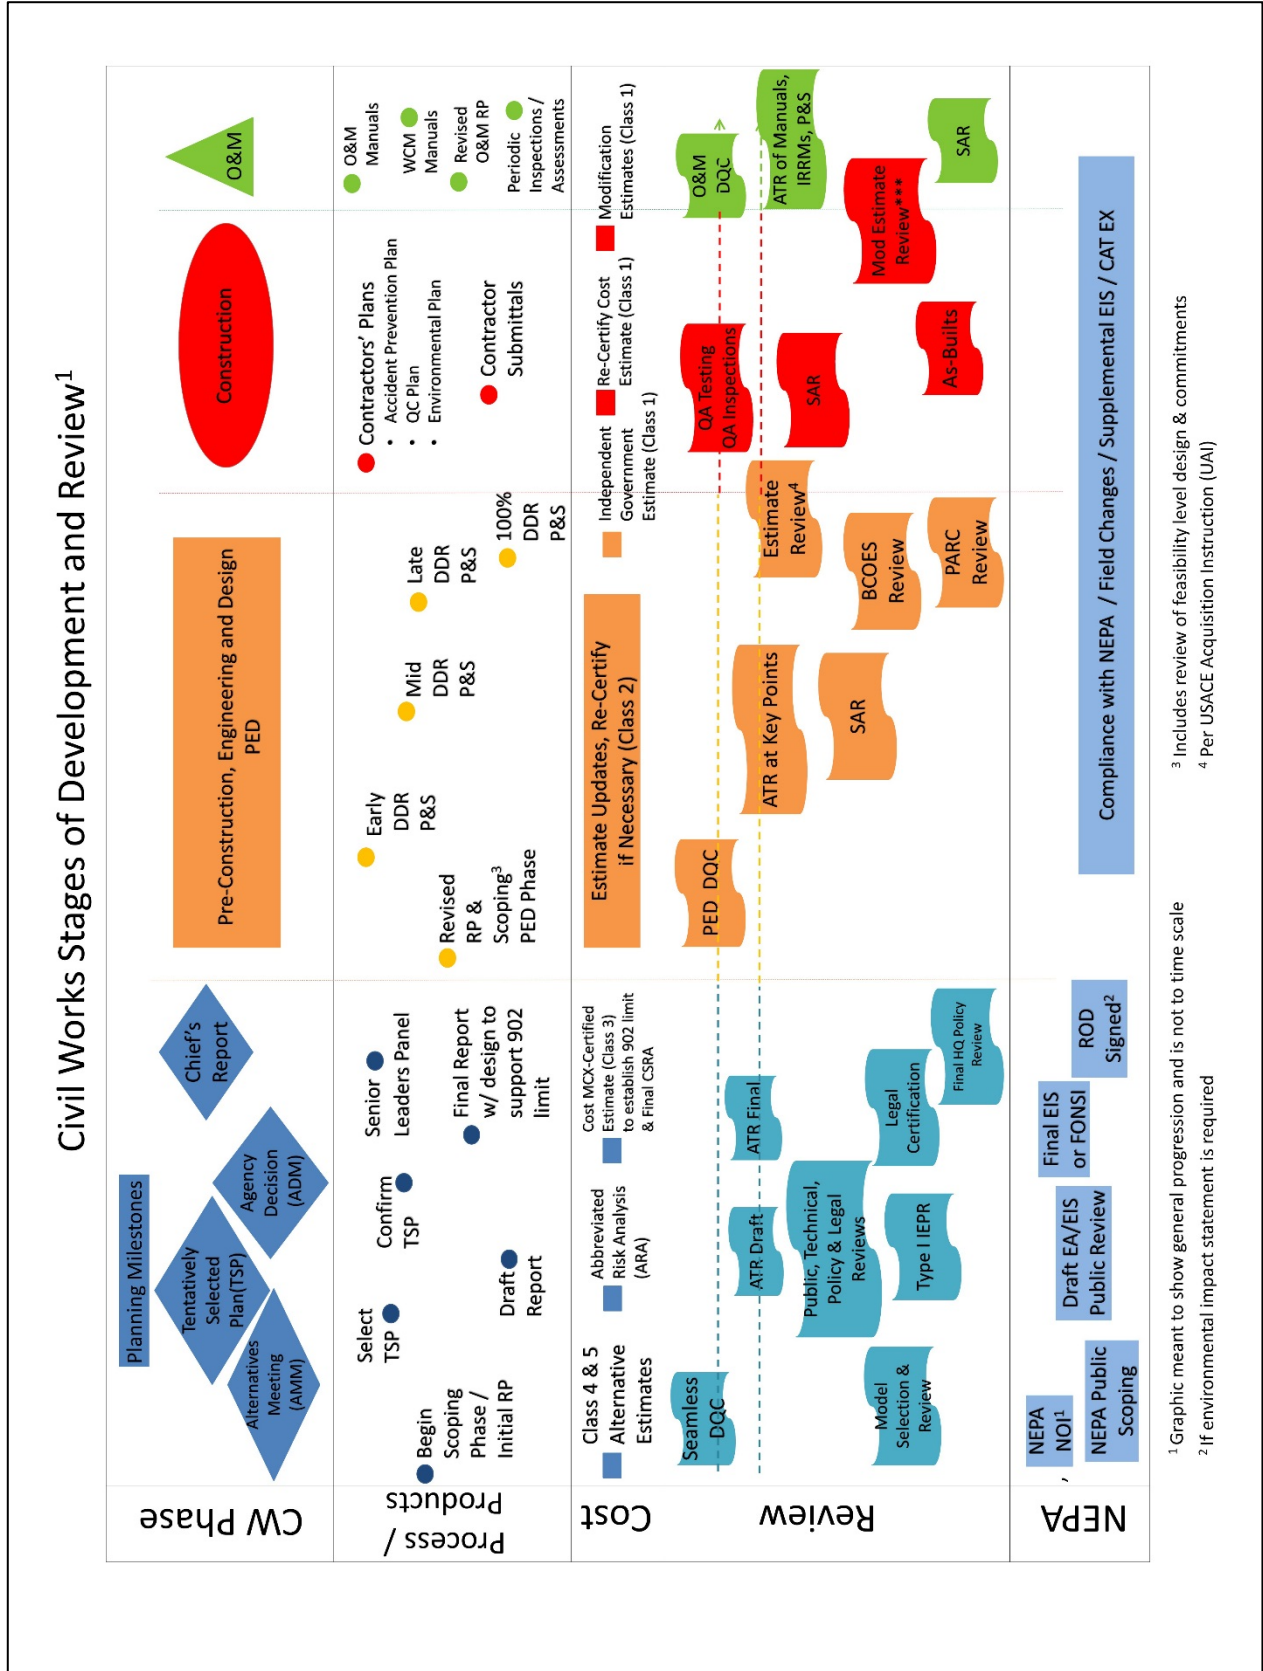 Civil Works Stages of Development and Review¹
CW Phase
Planning Milestones
Alternatives
Meeting
(AMM)
Tentatively
Selected
Plan(TSP)
Agency
Decision
(ADM)
Chief's
Report
Pre-Construction, Engineering and Design
PED
Construction
O&M
Process /
Products
Begin
Scoping
Phase /
Initial RP
Select
TSP
Draft
Report
Confirm
TSP
Senior
Leaders Panel
Final Report
w/ design to
support 902
limit
Revised
RP &
Scoping³
PED Phase
Early
DDR
P&S
Mid
DDR
P&S
Late
DDR
P&S
100%
DDR
P&S
Contractors' Plans
• Accident Prevention Plan
• QC Plan
• Environmental Plan
Contractor
Submittals
O&M
Manuals
WCM
Manuals
Revised
O&M RP
Periodic
Inspections /
Assessments
Cost
Class 4 & 5
Alternative
Estimates
Abbreviated
Risk Analysis
(ARA)
Cost MCX-Certified
Estimate (Class 3)
to establish 902 limit
& Final CSRA
Estimate Updates, Re-Certify
if Necessary (Class 2)
Independent
Government
Estimate (Class 1)
Re-Certify Cost
Estimate (Class 1)
Modification
Estimates (Class 1)
Review
Seamless
DQC
Model
Selection &
Review
ATR Draft
Public, Technical,
Policy & Legal
Reviews
Type I IEPR
ATR Final
Legal
Certification
Final HQ Policy
Review
PED DQC
ATR at Key Points
SAR
Estimate
Review⁴
BCOES
Review
PARC
Review
QA Testing
QA Inspections
SAR
As-Builts
Mod Estimate
Review***
O&M
DQC
ATR of Manuals,
IRRMs, P&S
SAR
NEPA
,
NEPA
NOI¹
NEPA Public
Scoping
Draft EA/EIS
Public Review
Final EIS
or FONSI
ROD
Signed²
Compliance with NEPA / Field Changes / Supplemental EIS / CAT EX
¹ Graphic meant to show general progression and is not to time scale
² If environmental impact statement is required
³ Includes review of feasibility level design & commitments
⁴ Per USACE Acquisition Instruction (UAI)